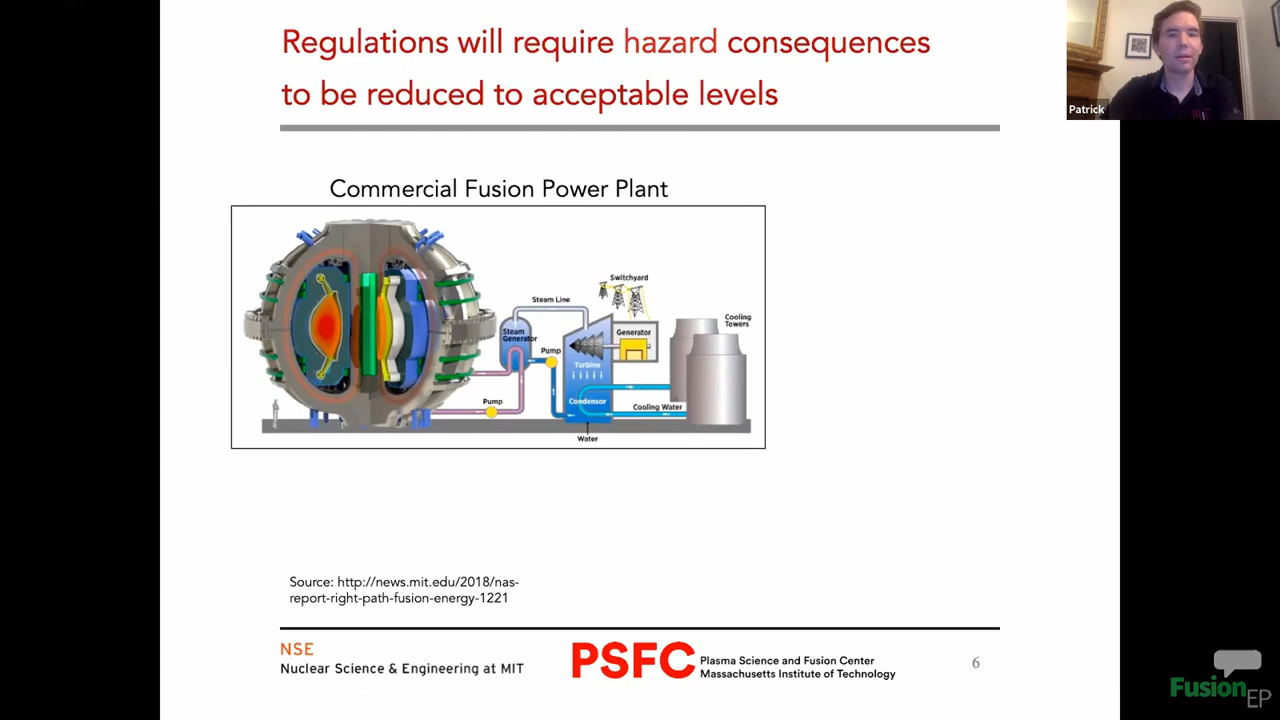 Regulations will require hazard consequences
to be reduced to acceptable levels
Patrick
Commercial Fusion Power Plant
Switchyard
Steam Line
Cooling
Towers
Steam
Generator
Pump
Generator
Turbine
Condensor
Cooling Water
Pump
Water
Source: http://news.mit.edu/2018/nas-
report-right-path-fusion-energy-1221
NSE
Nuclear Science & Engineering at MIT
PSFC
Plasma Science and Fusion Center
Massachusetts Institute of Technology
6
Fusion
EP